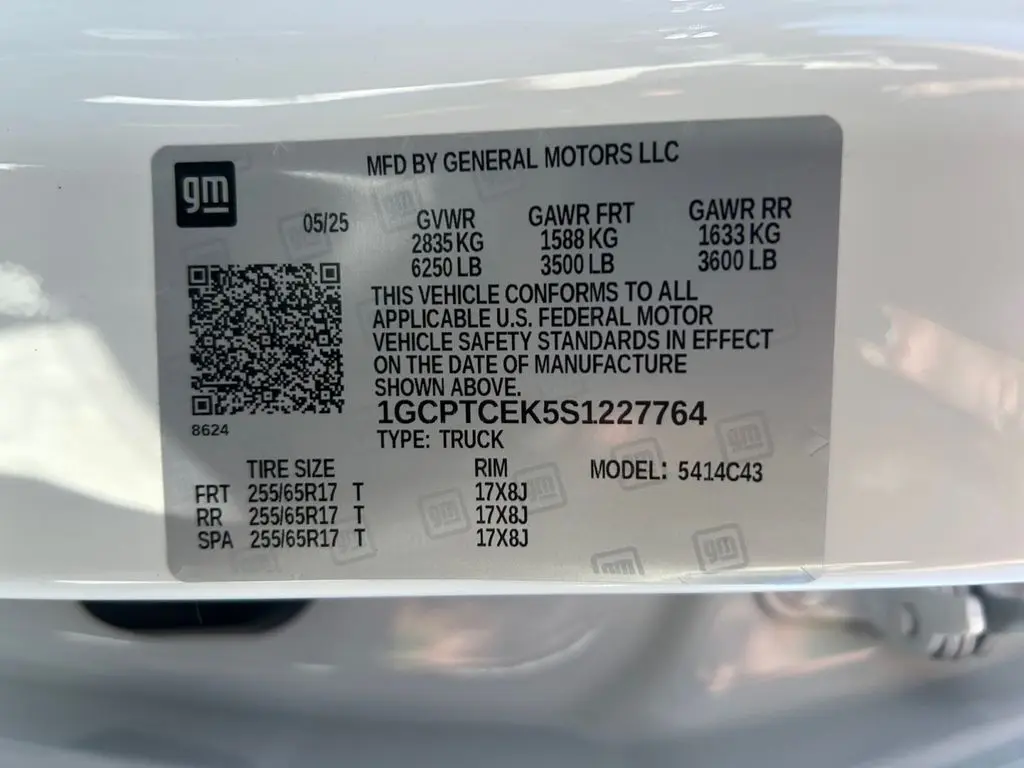 gm
MFD BY GENERAL MOTORS LLC
05/25
GVWR GAWR FRT GAWR RR
2835 KG 1588 KG 1633 KG
6250 LB 3500 LB 3600 LB
THIS VEHICLE CONFORMS TO ALL
APPLICABLE U.S. FEDERAL MOTOR
VEHICLE SAFETY STANDARDS IN EFFECT
ON THE DATE OF MANUFACTURE
SHOWN ABOVE.
1GCPTCEK5S1227764
8624
TYPE: TRUCK
TIRE SIZE RIM MODEL: 5414C43
FRT 255/65R17 T 17X8J
RR 255/65R17 T 17X8J
SPA 255/65R17 T 17X8J